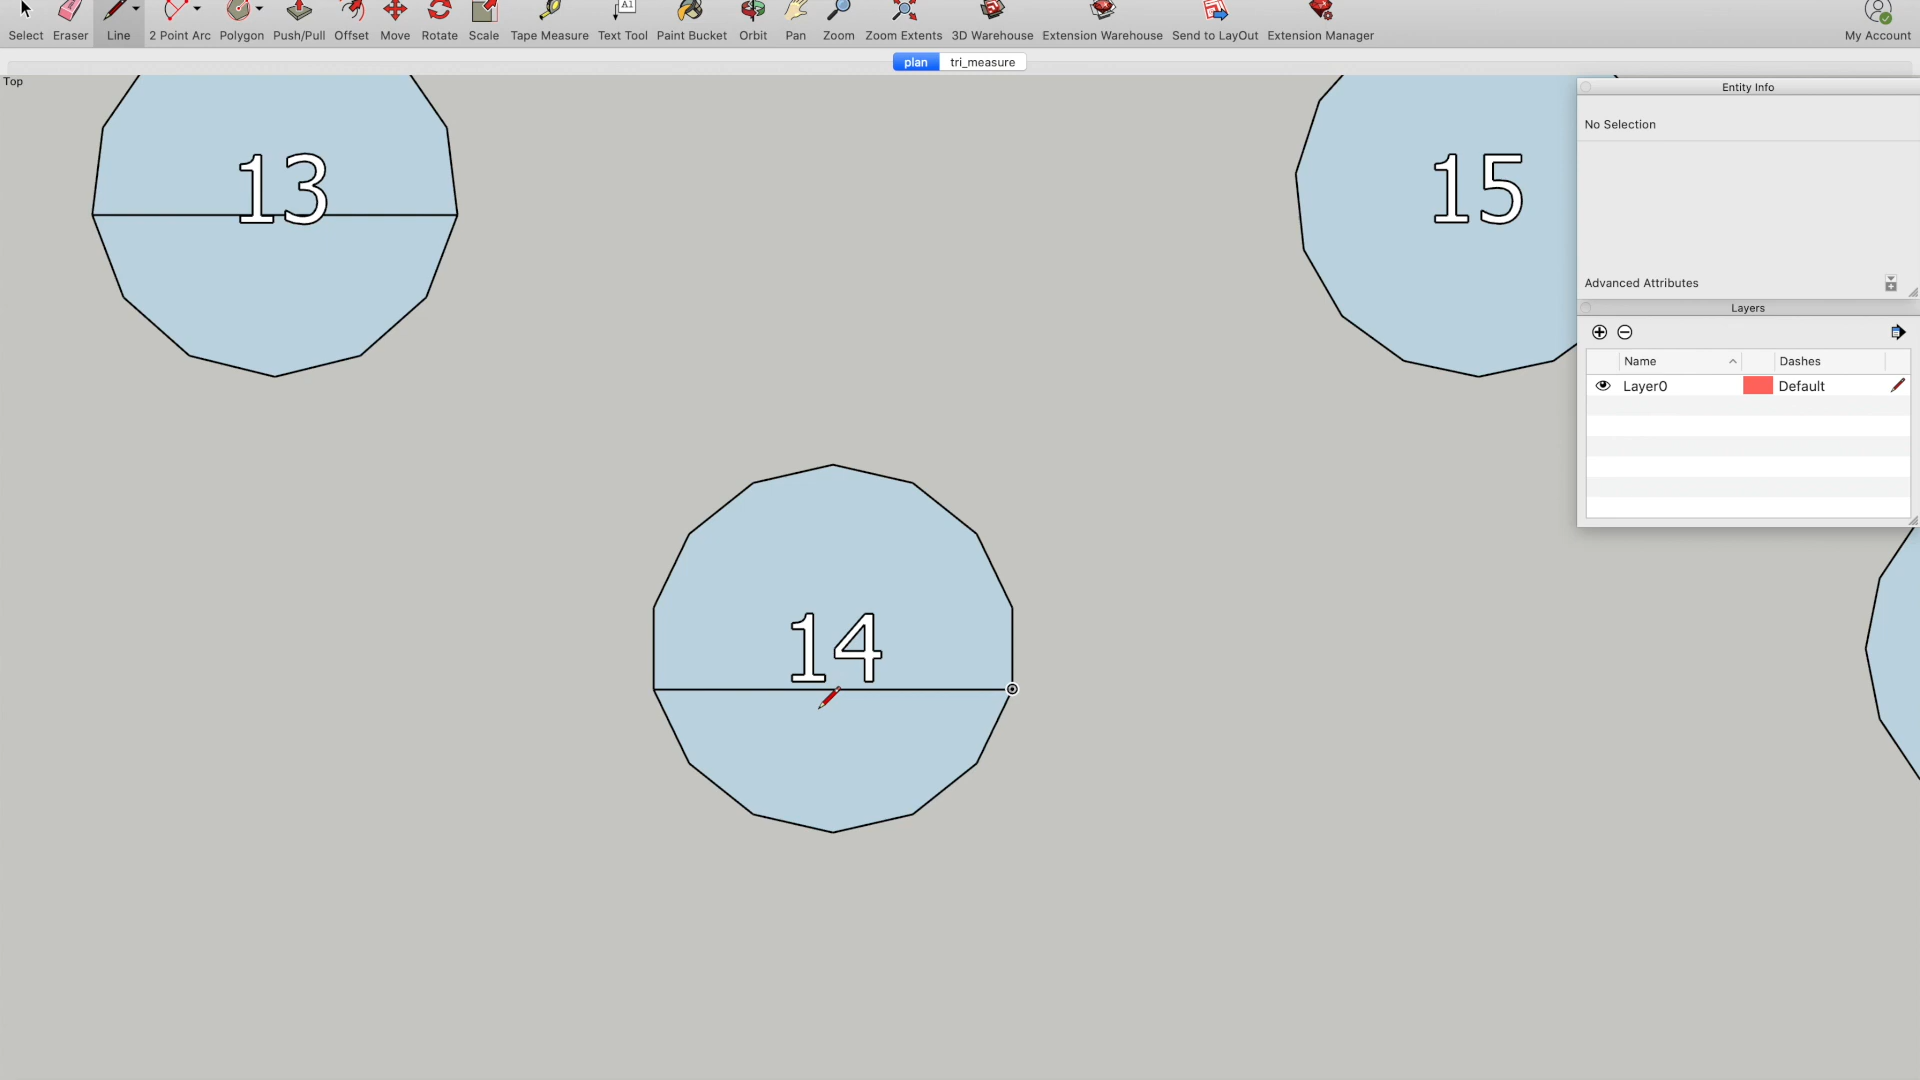 Select Eraser Line 2 Point Arc Polygon Push/Pull Offset Move Rotate Scale Tape Measure Text Tool Paint Bucket Orbit Pan Zoom Zoom Extents 3D Warehouse Extension Warehouse Send to LayOut Extension Manager My Account
plan tri_measure
Top
Entity Info
No Selection
Advanced Attributes
Layers
Name Dashes
Layer0 Default
13
15
14